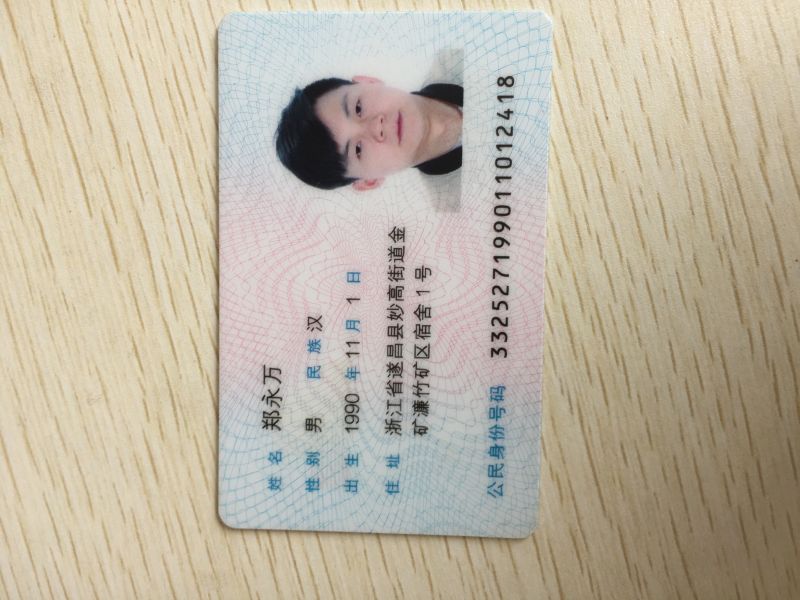 姓名 郑永万
性别 男 民族 汉
出生 1990 年 11 月 1 日
住址 浙江省遂昌县妙高街道金
矿濂竹矿区宿舍1号
公民身份号码 332527199011012418